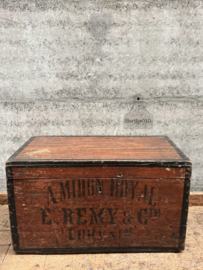 AMIDON ROYAL
E. REMY & CIE
LOUVAIN